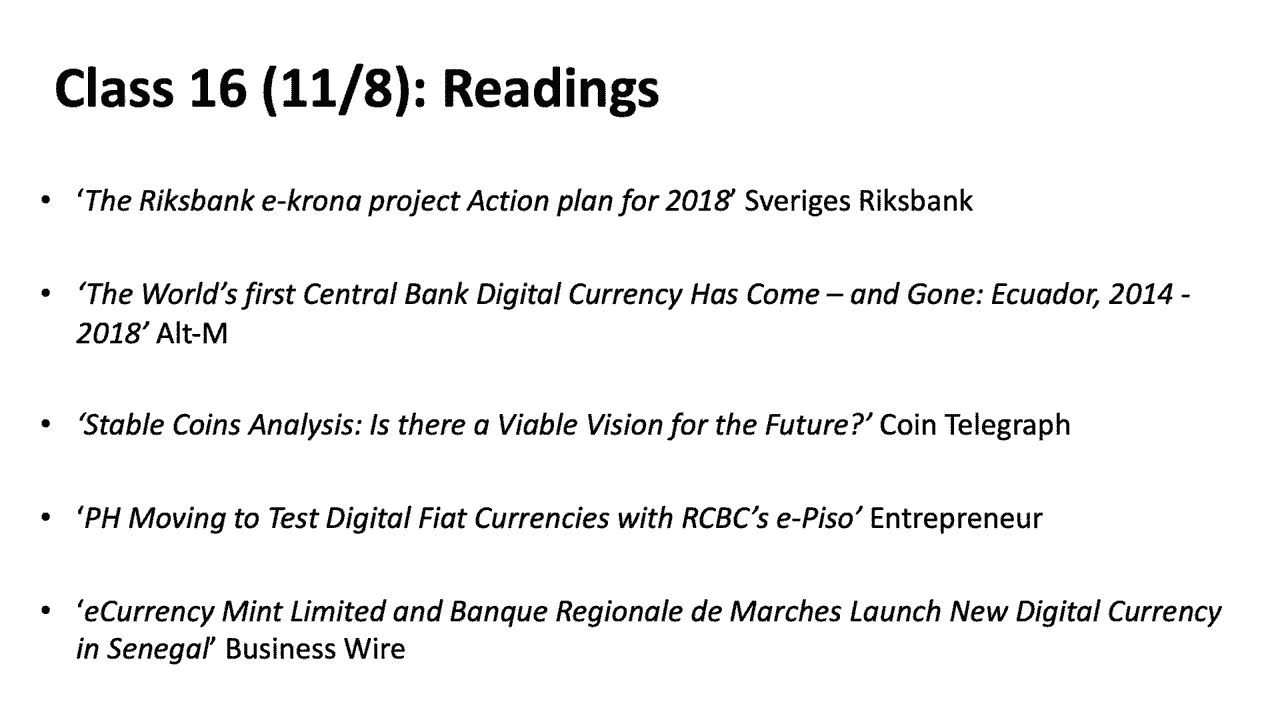 Class 16 (11/8): Readings
• ‘The Riksbank e-krona project Action plan for 2018’ Sveriges Riksbank
• ‘The World’s first Central Bank Digital Currency Has Come – and Gone: Ecuador, 2014 -
2018’ Alt-M
• ‘Stable Coins Analysis: Is there a Viable Vision for the Future?’ Coin Telegraph
• ‘PH Moving to Test Digital Fiat Currencies with RCBC’s e-Piso’ Entrepreneur
• ‘eCurrency Mint Limited and Banque Regionale de Marches Launch New Digital Currency
in Senegal’ Business Wire